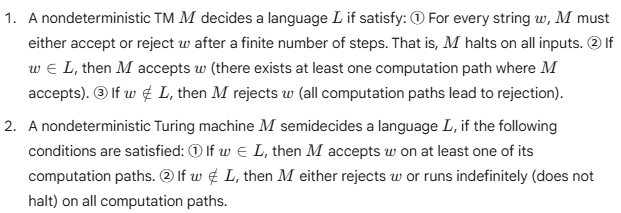 1. A nondeterministic TM M decides a language L if satisfy: ① For every string w, M must
either accept or reject w after a finite number of steps. That is, M halts on all inputs. ② If
w ∈ L, then M accepts w (there exists at least one computation path where M
accepts). ③ If w ∉ L, then M rejects w (all computation paths lead to rejection).
2. A nondeterministic Turing machine M semidecides a language L, if the following
conditions are satisfied: ① If w ∈ L, then M accepts w on at least one of its
computation paths. ② If w ∉ L, then M either rejects w or runs indefinitely (does not
halt) on all computation paths.